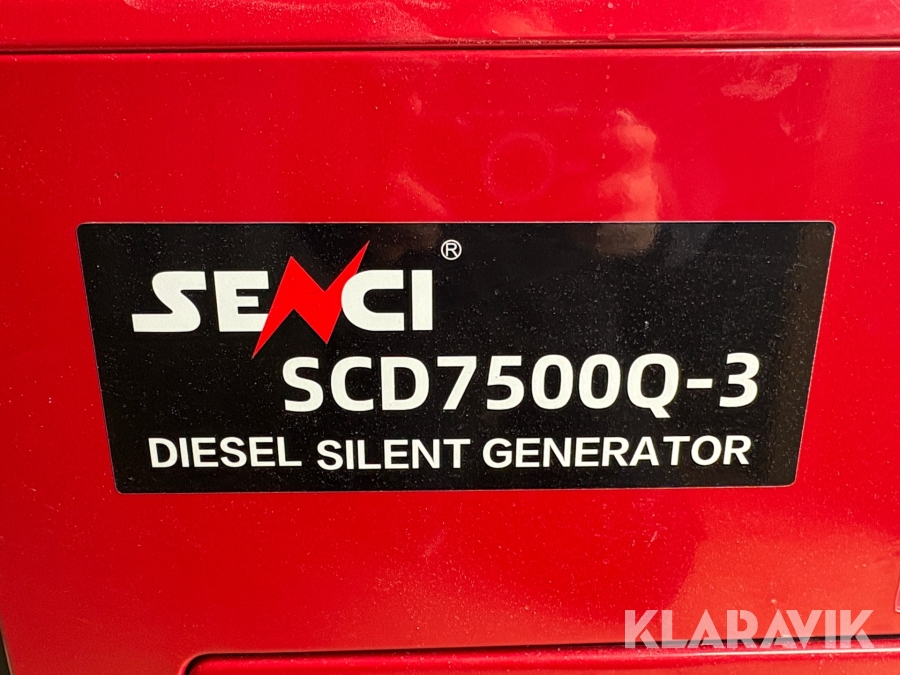 SENCI®
SCD7500Q-3
DIESEL SILENT GENERATOR
KLARAVIK